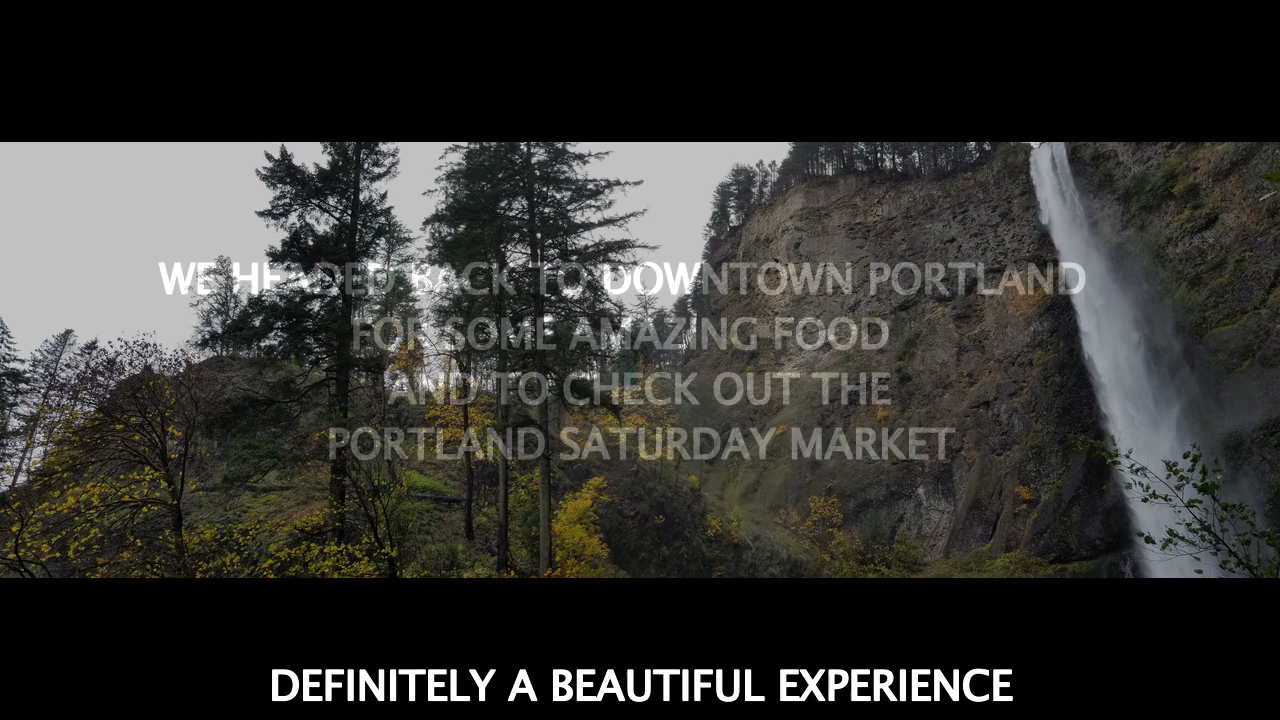 WE HEADED BACK TO DOWNTOWN PORTLAND
FOR SOME AMAZING FOOD
AND TO CHECK OUT THE
PORTLAND SATURDAY MARKET
DEFINITELY A BEAUTIFUL EXPERIENCE